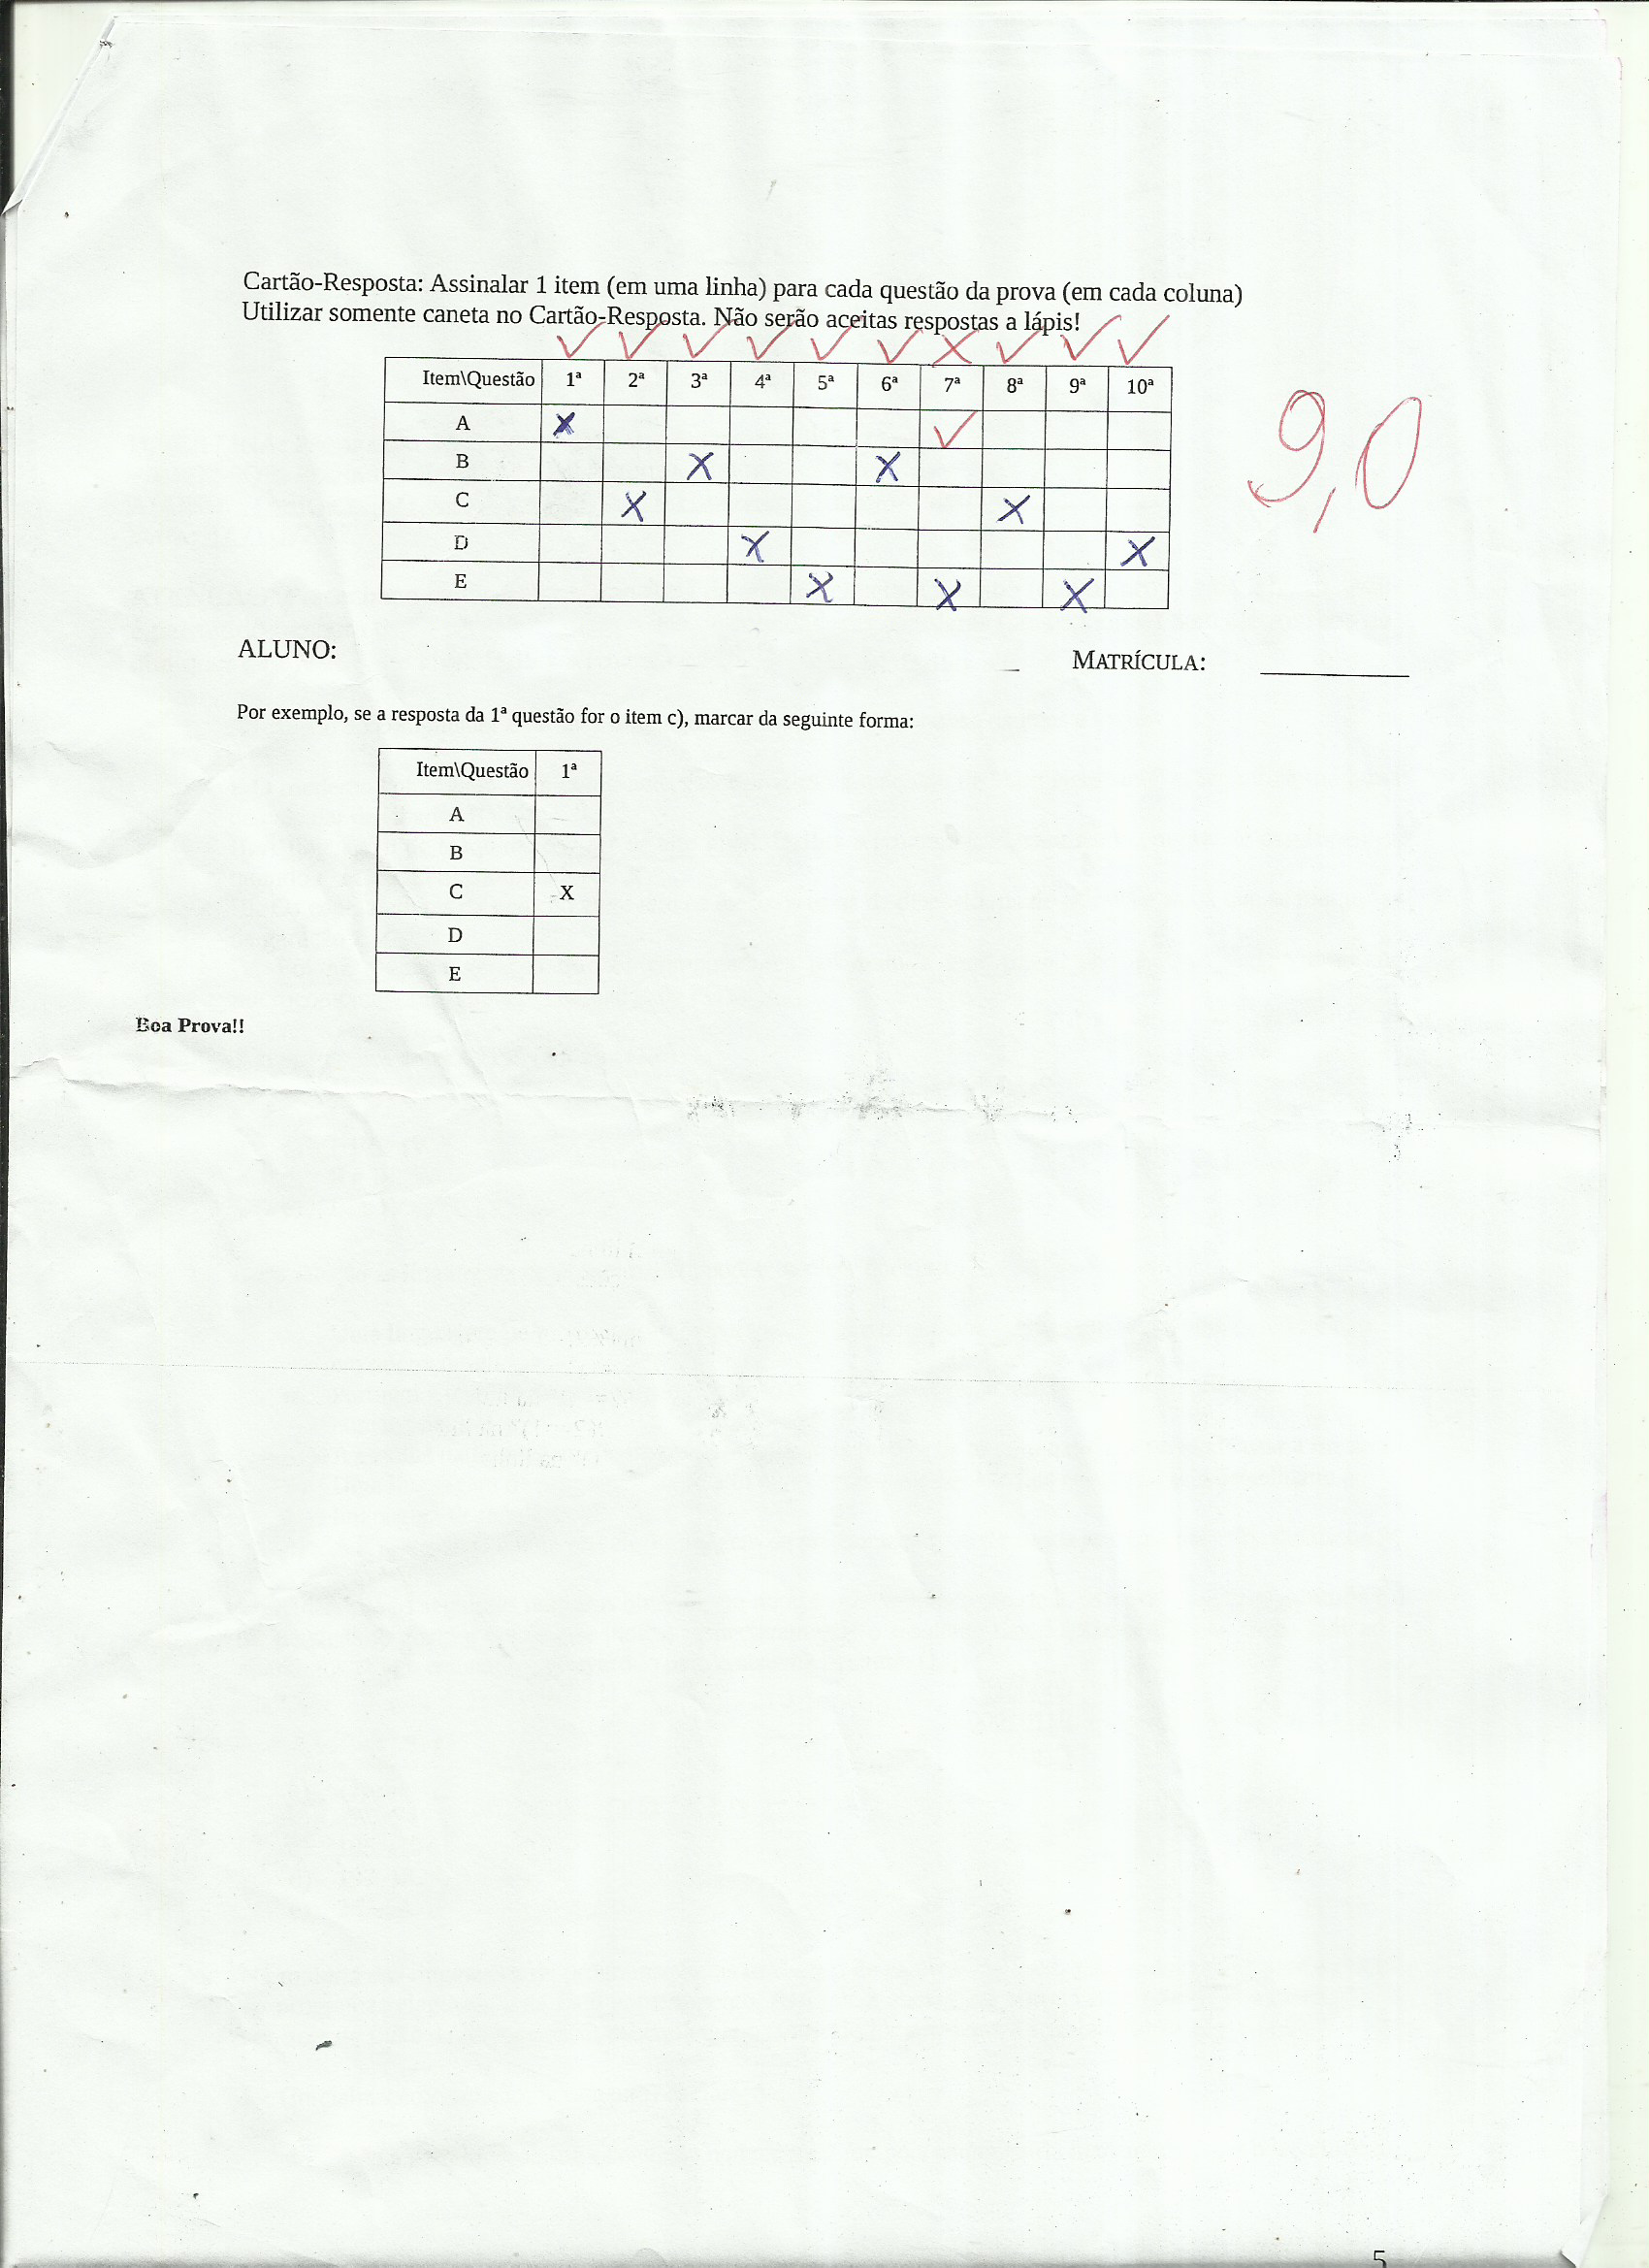 Cartão-Resposta: Assinalar 1 item (em uma linha) para cada questão da prova (em cada coluna)
Utilizar somente caneta no Cartão-Resposta. Não serão aceitas respostas a lápis!
✓ ✓ ✓ ✓ ✓ ✓ X ✓ ✓ ✓
Item\Questão 1ª 2ª 3ª 4ª 5ª 6ª 7ª 8ª 9ª 10ª
A X ✓
B X X
C X X
D X X
E X X X
9,0
ALUNO: MATRÍCULA:
Por exemplo, se a resposta da 1ª questão for o item c), marcar da seguinte forma:
Item\Questão 1ª
A
B
C X
D
E
Boa Prova!!
5